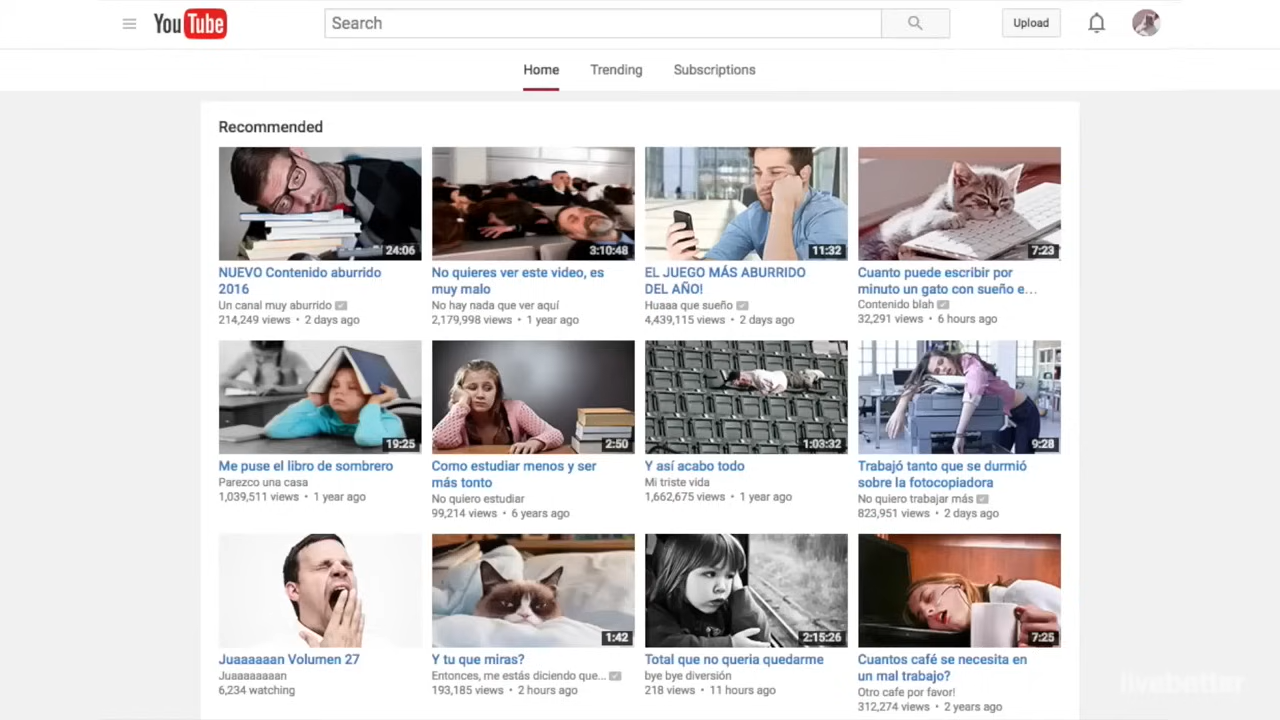 YouTube
Search
Upload
Home Trending Subscriptions
Recommended
24:06
3:10:48
11:32
7:23
NUEVO Contenido aburrido
2016
Un canal muy aburrido
214,249 views • 2 days ago
No quieres ver este video, es
muy malo
No hay nada que ver aquí
2,179,998 views • 1 year ago
EL JUEGO MÁS ABURRIDO
DEL AÑO!
Huaaa que sueño
4,439,115 views • 2 days ago
Cuanto puede escribir por
minuto un gato con sueño e...
Contenido blah
32,291 views • 6 hours ago
19:25
2:50
1:03:32
9:28
Me puse el libro de sombrero
Parezco una casa
1,039,511 views • 1 year ago
Como estudiar menos y ser
más tonto
No quiero estudiar
99,214 views • 6 years ago
Y así acabo todo
Mi triste vida
1,662,675 views • 1 year ago
Trabajó tanto que se durmió
sobre la fotocopiadora
No quiero trabajar más
823,951 views • 2 days ago
1:42
2:15:26
7:25
Juaaaaaan Volumen 27
Juaaaaaaaan
6,234 watching
Y tu que miras?
Entonces, me estás diciendo que...
193,185 views • 2 hours ago
Total que no queria quedarme
bye bye diversión
218 views • 11 hours ago
Cuantos café se necesita en
un mal trabajo?
Otro cafe por favor!
312,274 views • 2 years ago